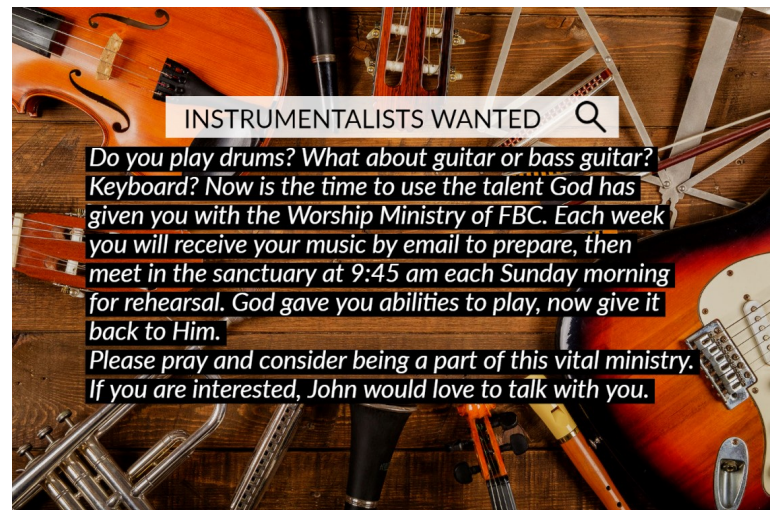 INSTRUMENTALISTS WANTED
Do you play drums? What about guitar or bass guitar?
Keyboard? Now is the time to use the talent God has
given you with the Worship Ministry of FBC. Each week
you will receive your music by email to prepare, then
meet in the sanctuary at 9:45 am each Sunday morning
for rehearsal. God gave you abilities to play, now give it
back to Him.
Please pray and consider being a part of this vital ministry.
If you are interested, John would love to talk with you.